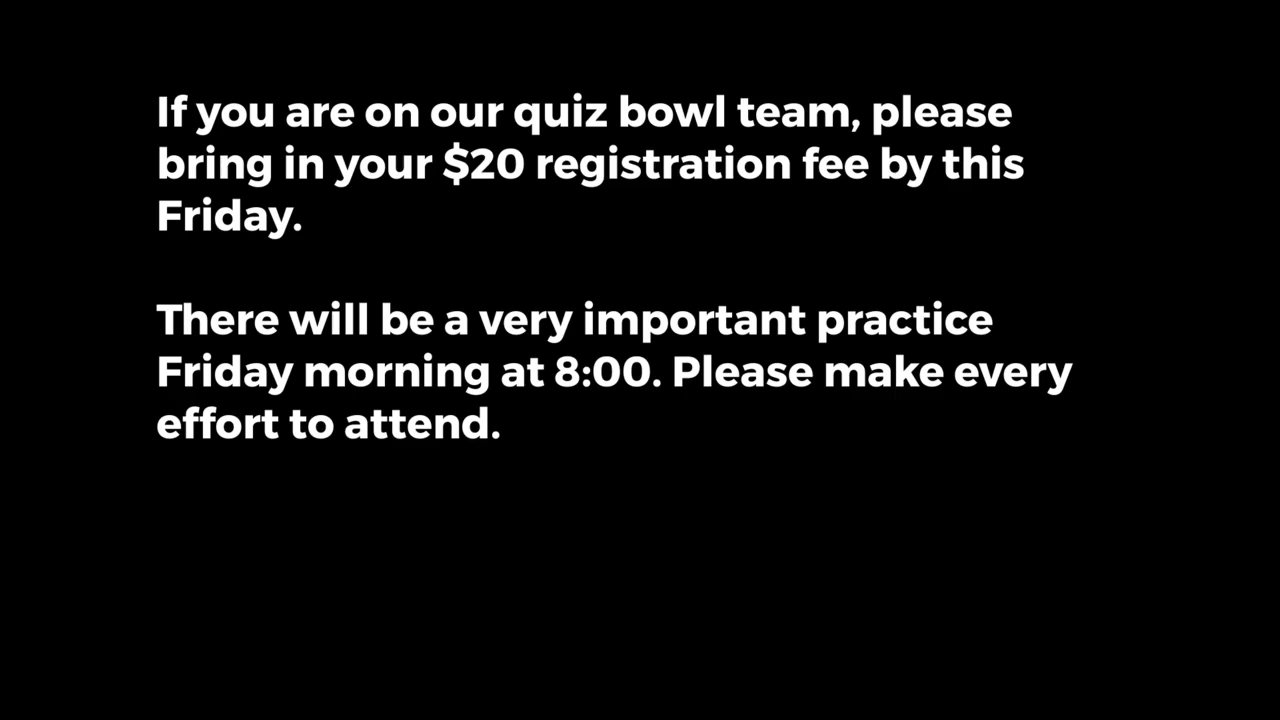 If you are on our quiz bowl team, please
bring in your $20 registration fee by this
Friday.
There will be a very important practice
Friday morning at 8:00. Please make every
effort to attend.